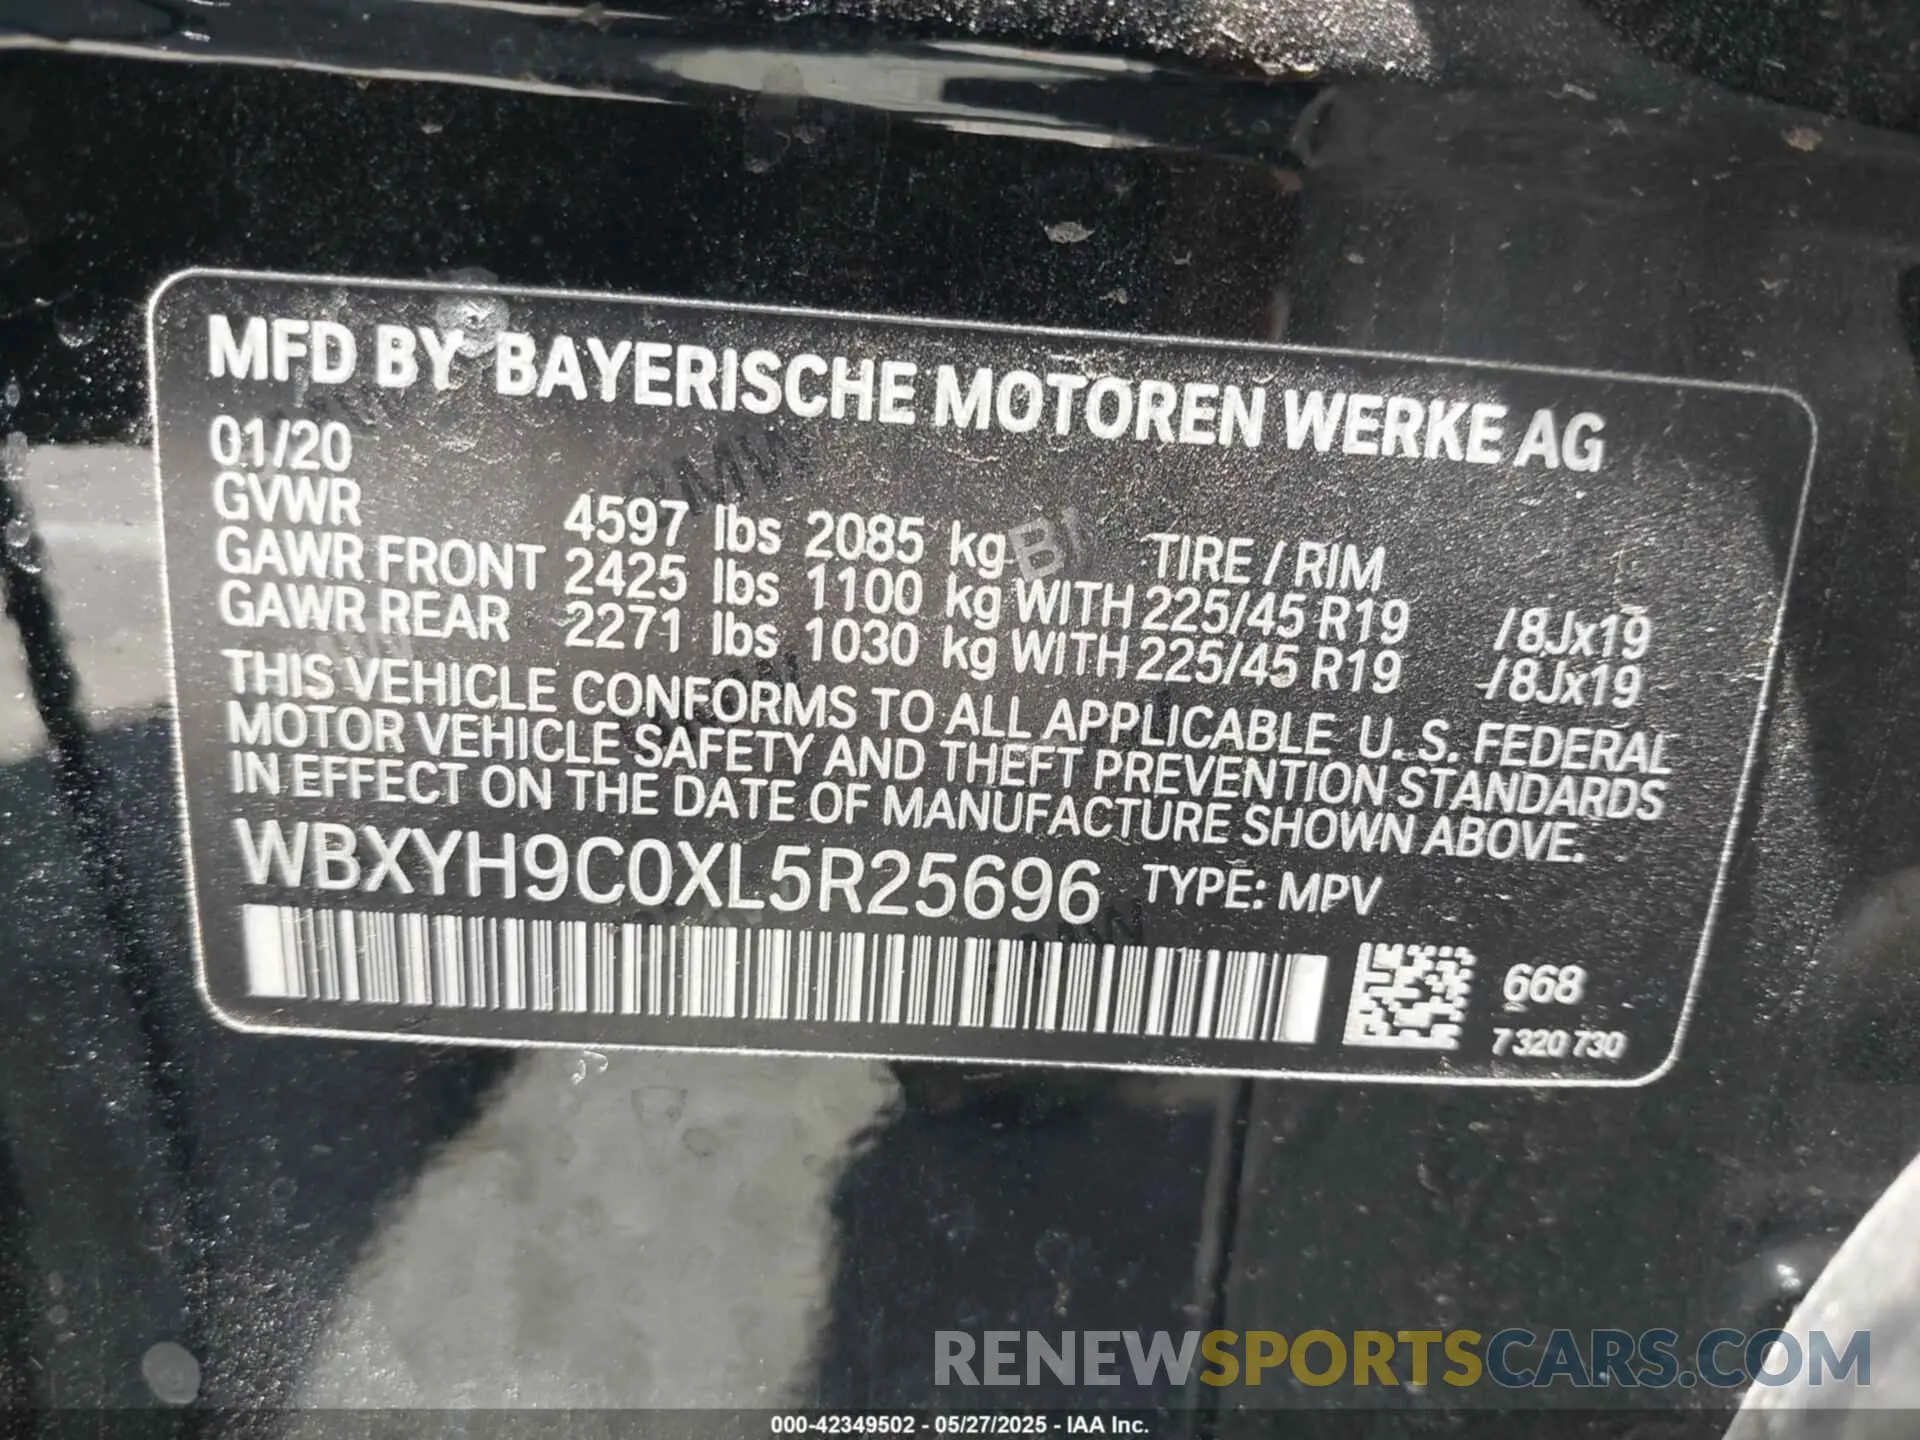 MFD BY BAYERISCHE MOTOREN WERKE AG
01/20
GVWR 4597 lbs 2085 kg TIRE / RIM
GAWR FRONT 2425 lbs 1100 kg WITH 225/45 R19 /8Jx19
GAWR REAR 2271 lbs 1030 kg WITH 225/45 R19 /8Jx19
THIS VEHICLE CONFORMS TO ALL APPLICABLE U.S. FEDERAL
MOTOR VEHICLE SAFETY AND THEFT PREVENTION STANDARDS
IN EFFECT ON THE DATE OF MANUFACTURE SHOWN ABOVE.
WBXYH9C0XL5R25696 TYPE: MPV
668
7 320 730
RENEWSPORTSCARS.COM
000-42349502 - 05/27/2025 - IAA Inc.